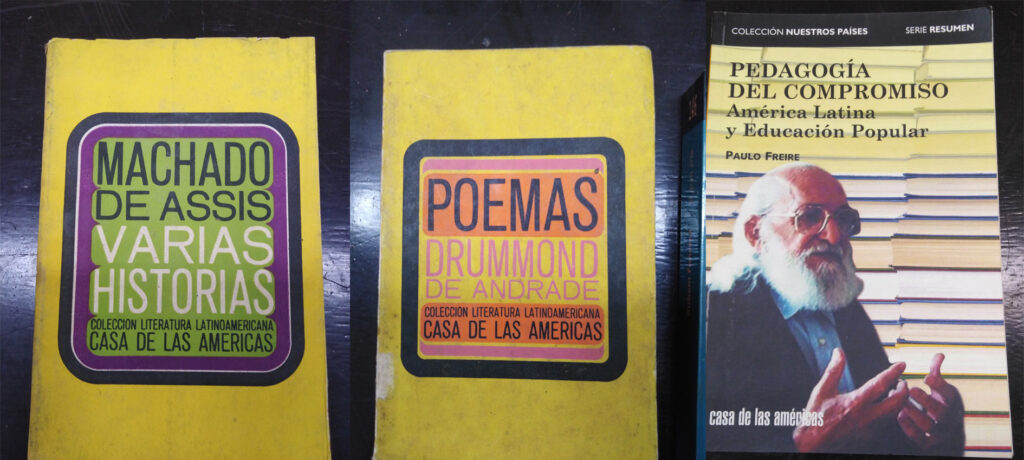 MACHADO
DE ASSIS
VARIAS
HISTORIAS
COLECCION LITERATURA LATINOAMERICANA
CASA DE LAS AMERICAS
POEMAS
DRUMMOND
DE ANDRADE
COLECCION LITERATURA LATINOAMERICANA
CASA DE LAS AMERICAS
COLECCIÓN NUESTROS PAÍSES
SERIE RESUMEN
PEDAGOGÍA
DEL COMPROMISO
América Latina
y Educación Popular
PAULO FREIRE
casa de las américas